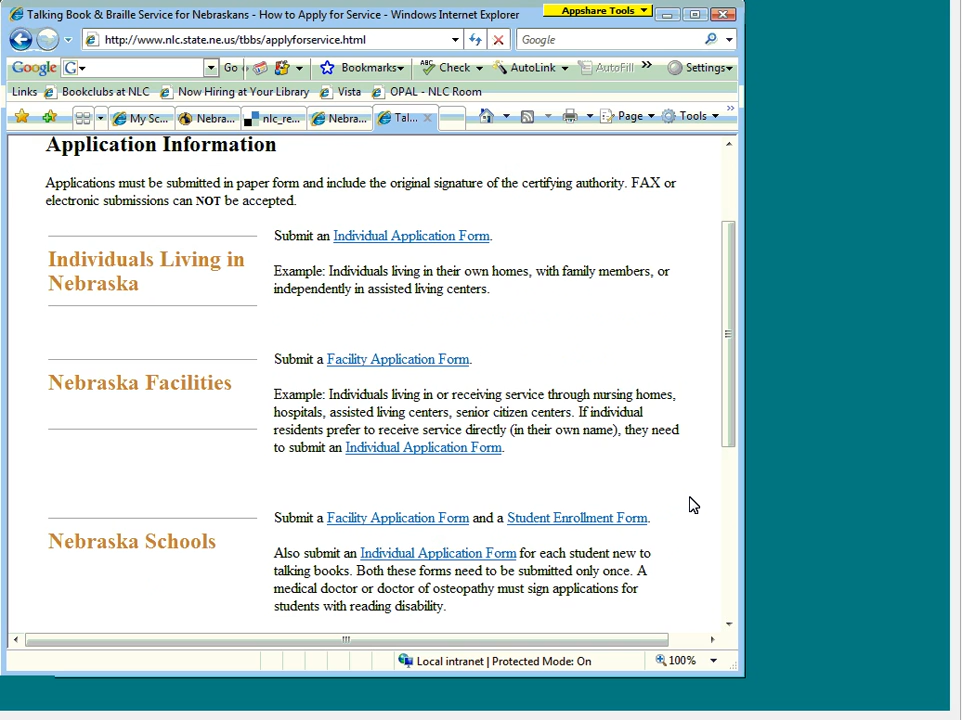 Talking Book & Braille Service for Nebraskans - How to Apply for Service - Windows Internet Explorer
Appshare Tools
http://www.nlc.state.ne.us/tbbs/applyforservice.html
Google
Google G Go Bookmarks ABC Check AutoLink AutoFill » Settings
Links Bookclubs at NLC Now Hiring at Your Library Vista OPAL - NLC Room
My Sc... Nebra... nlc_re... Nebra... Tal... x Page Tools »
Application Information
Applications must be submitted in paper form and include the original signature of the certifying authority. FAX or
electronic submissions can NOT be accepted.
Individuals Living in
Nebraska
Submit an Individual Application Form.
Example: Individuals living in their own homes, with family members, or
independently in assisted living centers.
Nebraska Facilities
Submit a Facility Application Form.
Example: Individuals living in or receiving service through nursing homes,
hospitals, assisted living centers, senior citizen centers. If individual
residents prefer to receive service directly (in their own name), they need
to submit an Individual Application Form.
Nebraska Schools
Submit a Facility Application Form and a Student Enrollment Form.
Also submit an Individual Application Form for each student new to
talking books. Both these forms need to be submitted only once. A
medical doctor or doctor of osteopathy must sign applications for
students with reading disability.
Local intranet | Protected Mode: On
100%